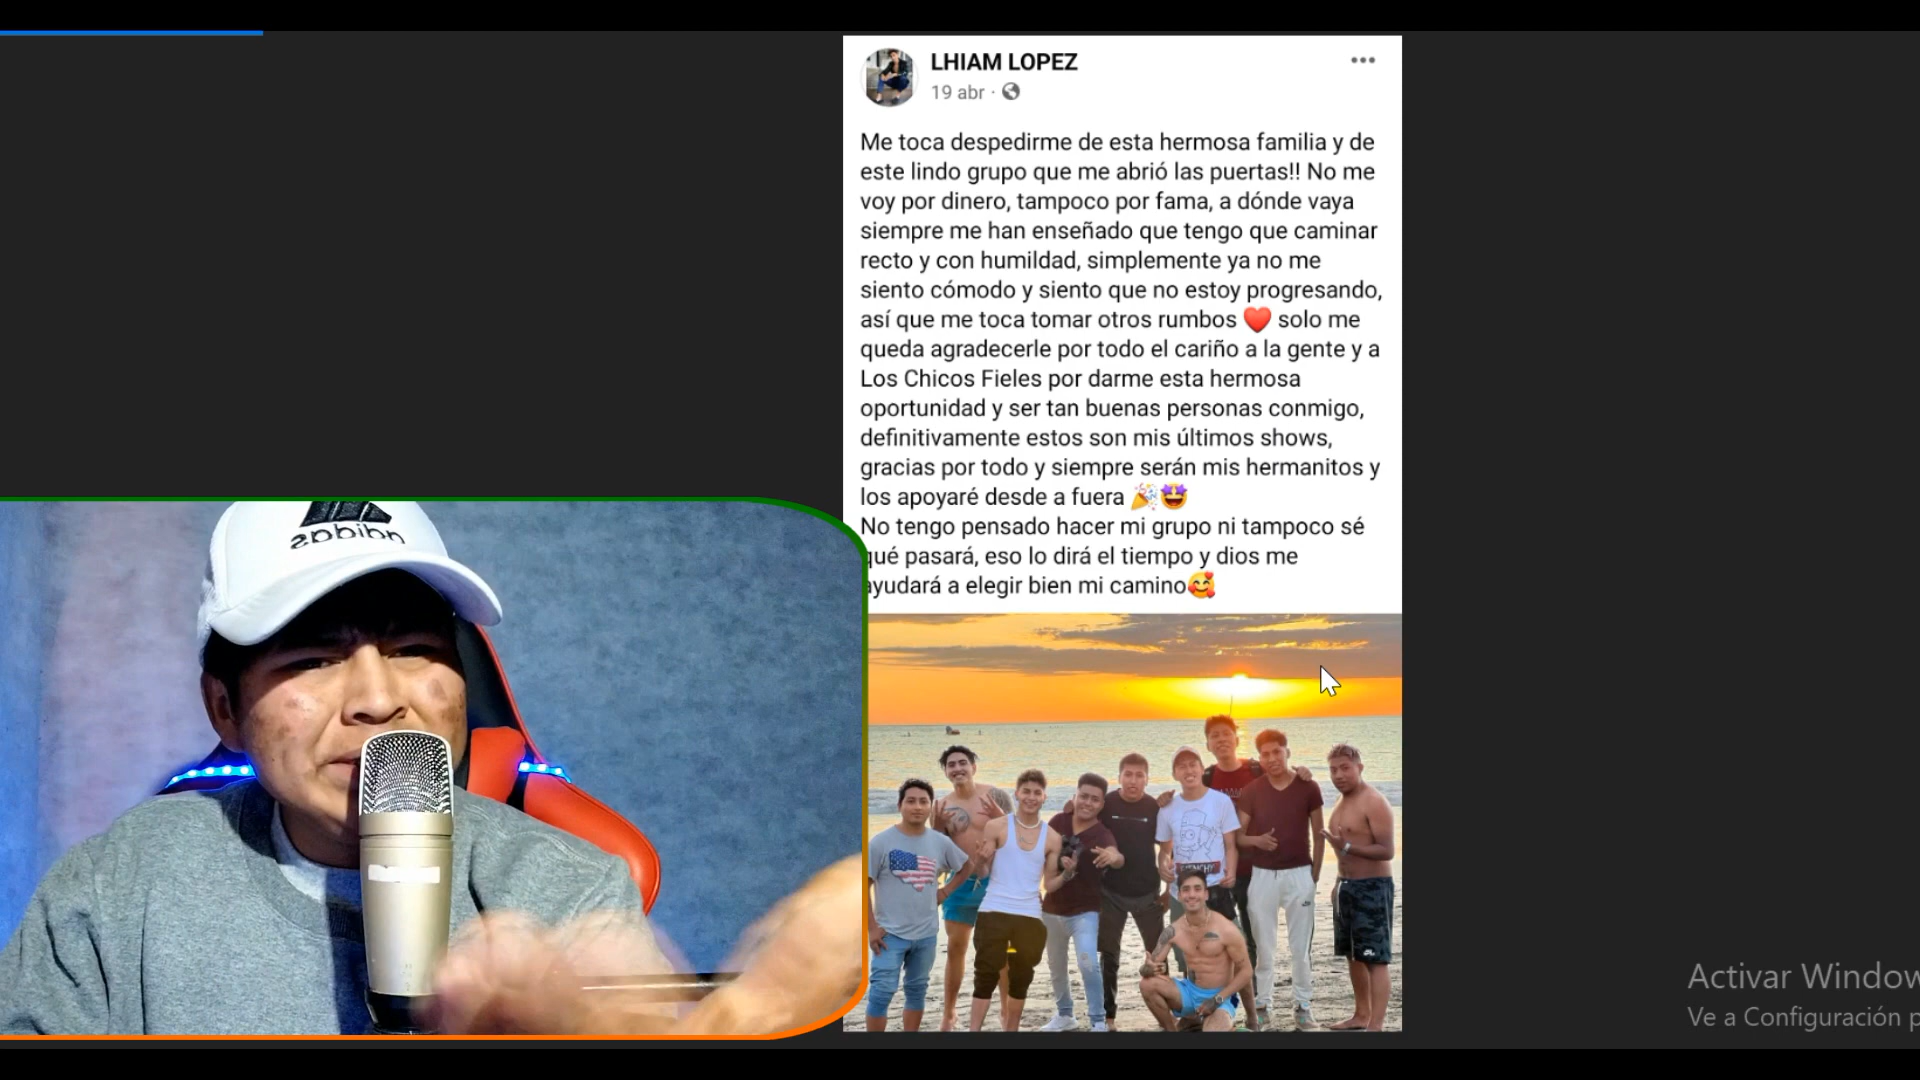 LHIAM LOPEZ
19 abr ·
Me toca despedirme de esta hermosa familia y de
este lindo grupo que me abrió las puertas!! No me
voy por dinero, tampoco por fama, a dónde vaya
siempre me han enseñado que tengo que caminar
recto y con humildad, simplemente ya no me
siento cómodo y siento que no estoy progresando,
así que me toca tomar otros rumbos ❤️ solo me
queda agradecerle por todo el cariño a la gente y a
Los Chicos Fieles por darme esta hermosa
oportunidad y ser tan buenas personas conmigo,
definitivamente estos son mis últimos shows,
gracias por todo y siempre serán mis hermanitos y
los apoyaré desde a fuera 🎉🤩
No tengo pensado hacer mi grupo ni tampoco sé
qué pasará, eso lo dirá el tiempo y dios me
ayudará a elegir bien mi camino🥰
adidas
Activar Window
Ve a Configuración p